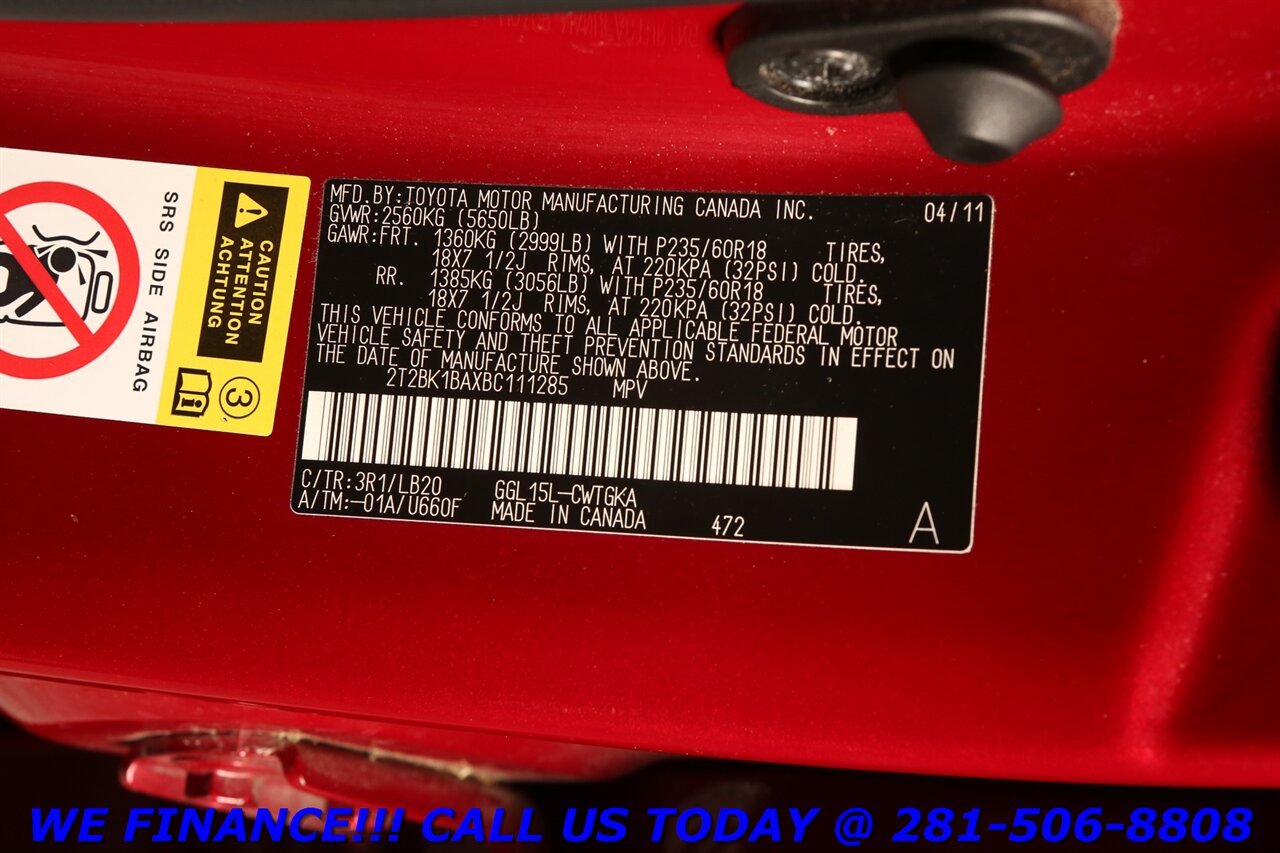 SRS SIDE AIRBAG
CAUTION
ATTENTION
ACHTUNG
3
MFD.BY:TOYOTA MOTOR MANUFACTURING CANADA INC. 04/11
GVWR:2560KG (5650LB)
GAWR:FRT. 1360KG (2999LB) WITH P235/60R18 TIRES,
18X7 1/2J RIMS, AT 220KPA (32PSI) COLD.
RR. 1385KG (3056LB) WITH P235/60R18 TIRES,
18X7 1/2J RIMS, AT 220KPA (32PSI) COLD.
THIS VEHICLE CONFORMS TO ALL APPLICABLE FEDERAL MOTOR
VEHICLE SAFETY AND THEFT PREVENTION STANDARDS IN EFFECT ON
THE DATE OF MANUFACTURE SHOWN ABOVE.
2T2BK1BAXBC111285 MPV
C/TR:3R1/LB20 GGL15L-CWTGKA
A/TM:-01A/U660F MADE IN CANADA 472 A
WE FINANCE!!! CALL US TODAY @ 281-506-8808